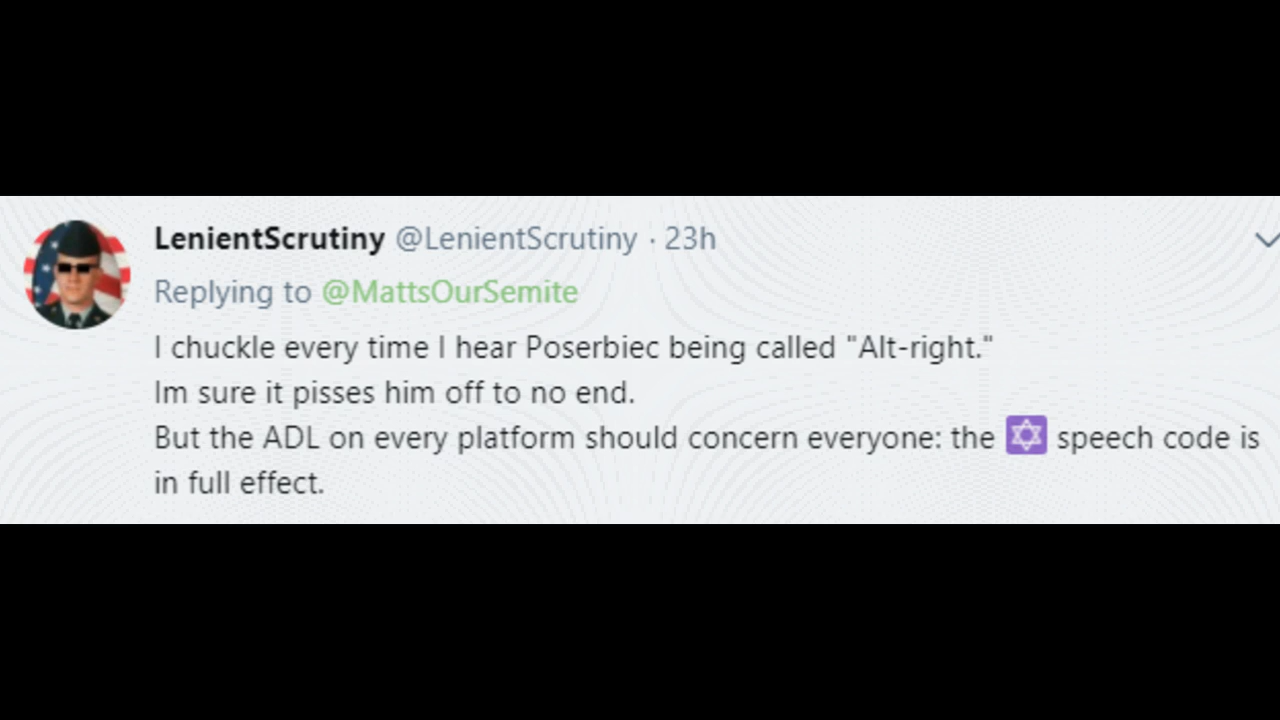 LenientScrutiny @LenientScrutiny · 23h
Replying to @MattsOurSemite
I chuckle every time I hear Poserbiec being called "Alt-right."
Im sure it pisses him off to no end.
But the ADL on every platform should concern everyone: the ✡ speech code is
in full effect.